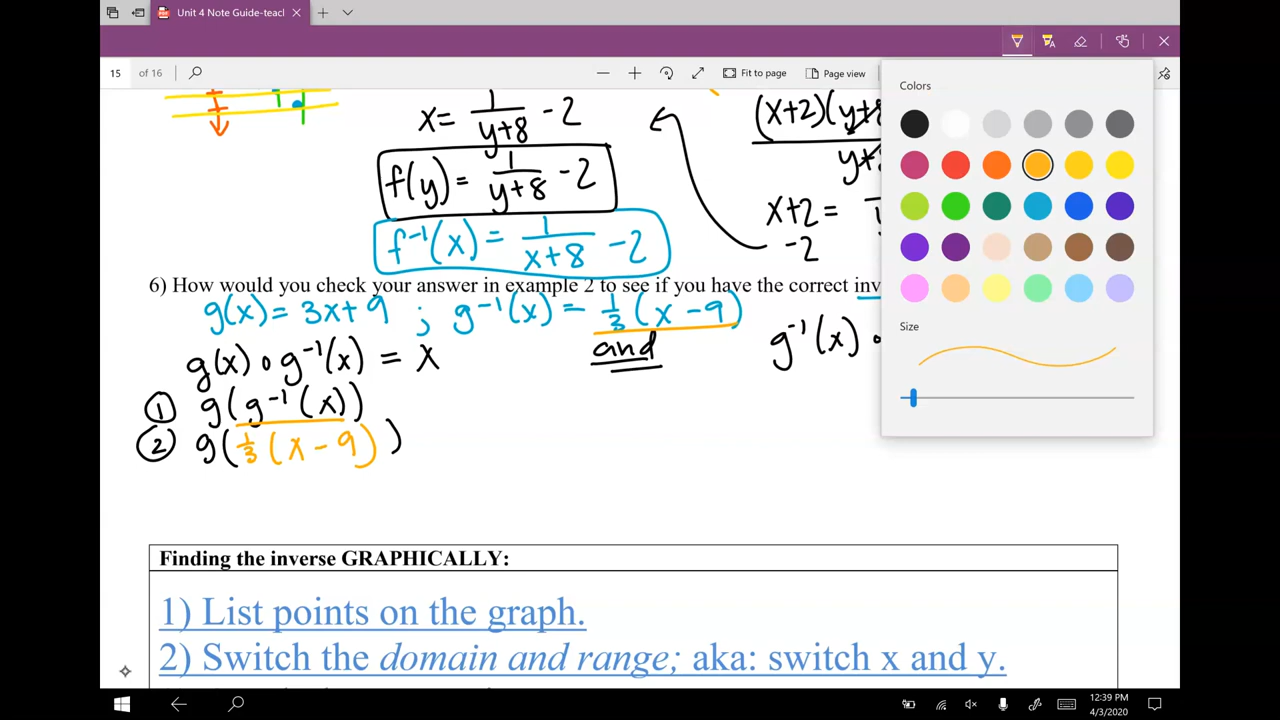 Unit 4 Note Guide-teacl
15 of 16
Fit to page
Page view
x= 1/(y+8) -2
f(y)= 1/(y+8) -2
f⁻¹(x)= 1/(x+8) -2
(x+2)(y+8
y+8
x+2=
-2
6) How would you check your answer in example 2 to see if you have the correct inv
g(x)= 3x+9 ; g⁻¹(x)= 1/3 (x-9)
g(x)∘g⁻¹(x) = x
and
g⁻¹(x)
① g(g⁻¹(x))
② g(1/3(x-9))
Finding the inverse GRAPHICALLY:
1) List points on the graph.
2) Switch the domain and range; aka: switch x and y.
Colors
Size
12:39 PM
4/3/2020